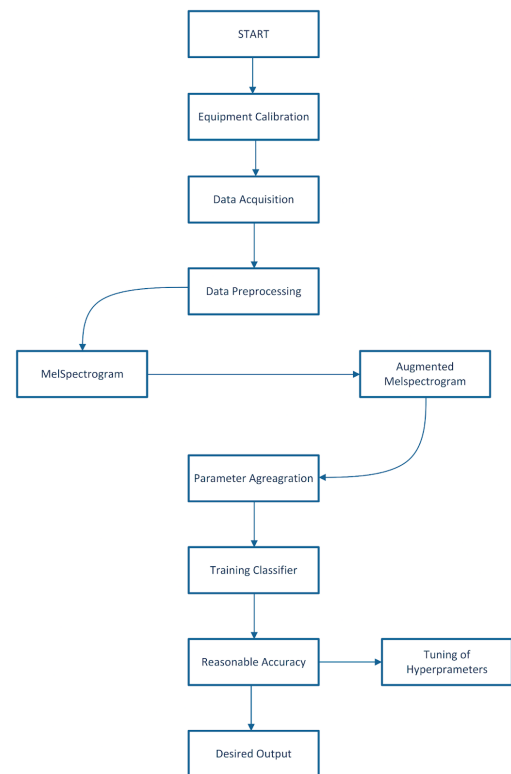 START
Equipment Calibration
Data Acquisition
Data Preprocessing
MelSpectrogram
Augmented
Melspectrogram
Parameter Agreagration
Training Classifier
Reasonable Accuracy
Tuning of
Hyperprameters
Desired Output